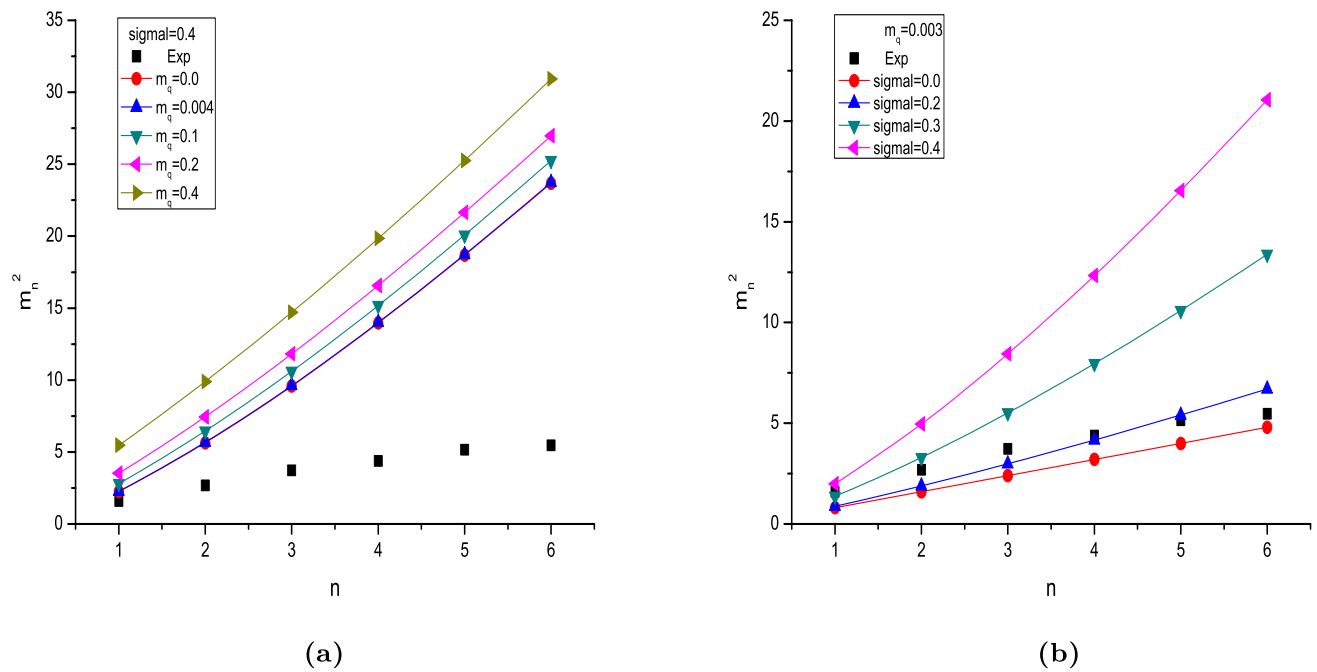 sigmal=0.4
Exp
m_q=0.0
m_q=0.004
m_q=0.1
m_q=0.2
m_q=0.4
35
30
25
20
15
10
5
0
m_n^2
1 2 3 4 5 6
n
(a)
m_q=0.003
Exp
sigmal=0.0
sigmal=0.2
sigmal=0.3
sigmal=0.4
25
20
15
10
5
0
m_n^2
1 2 3 4 5 6
n
(b)